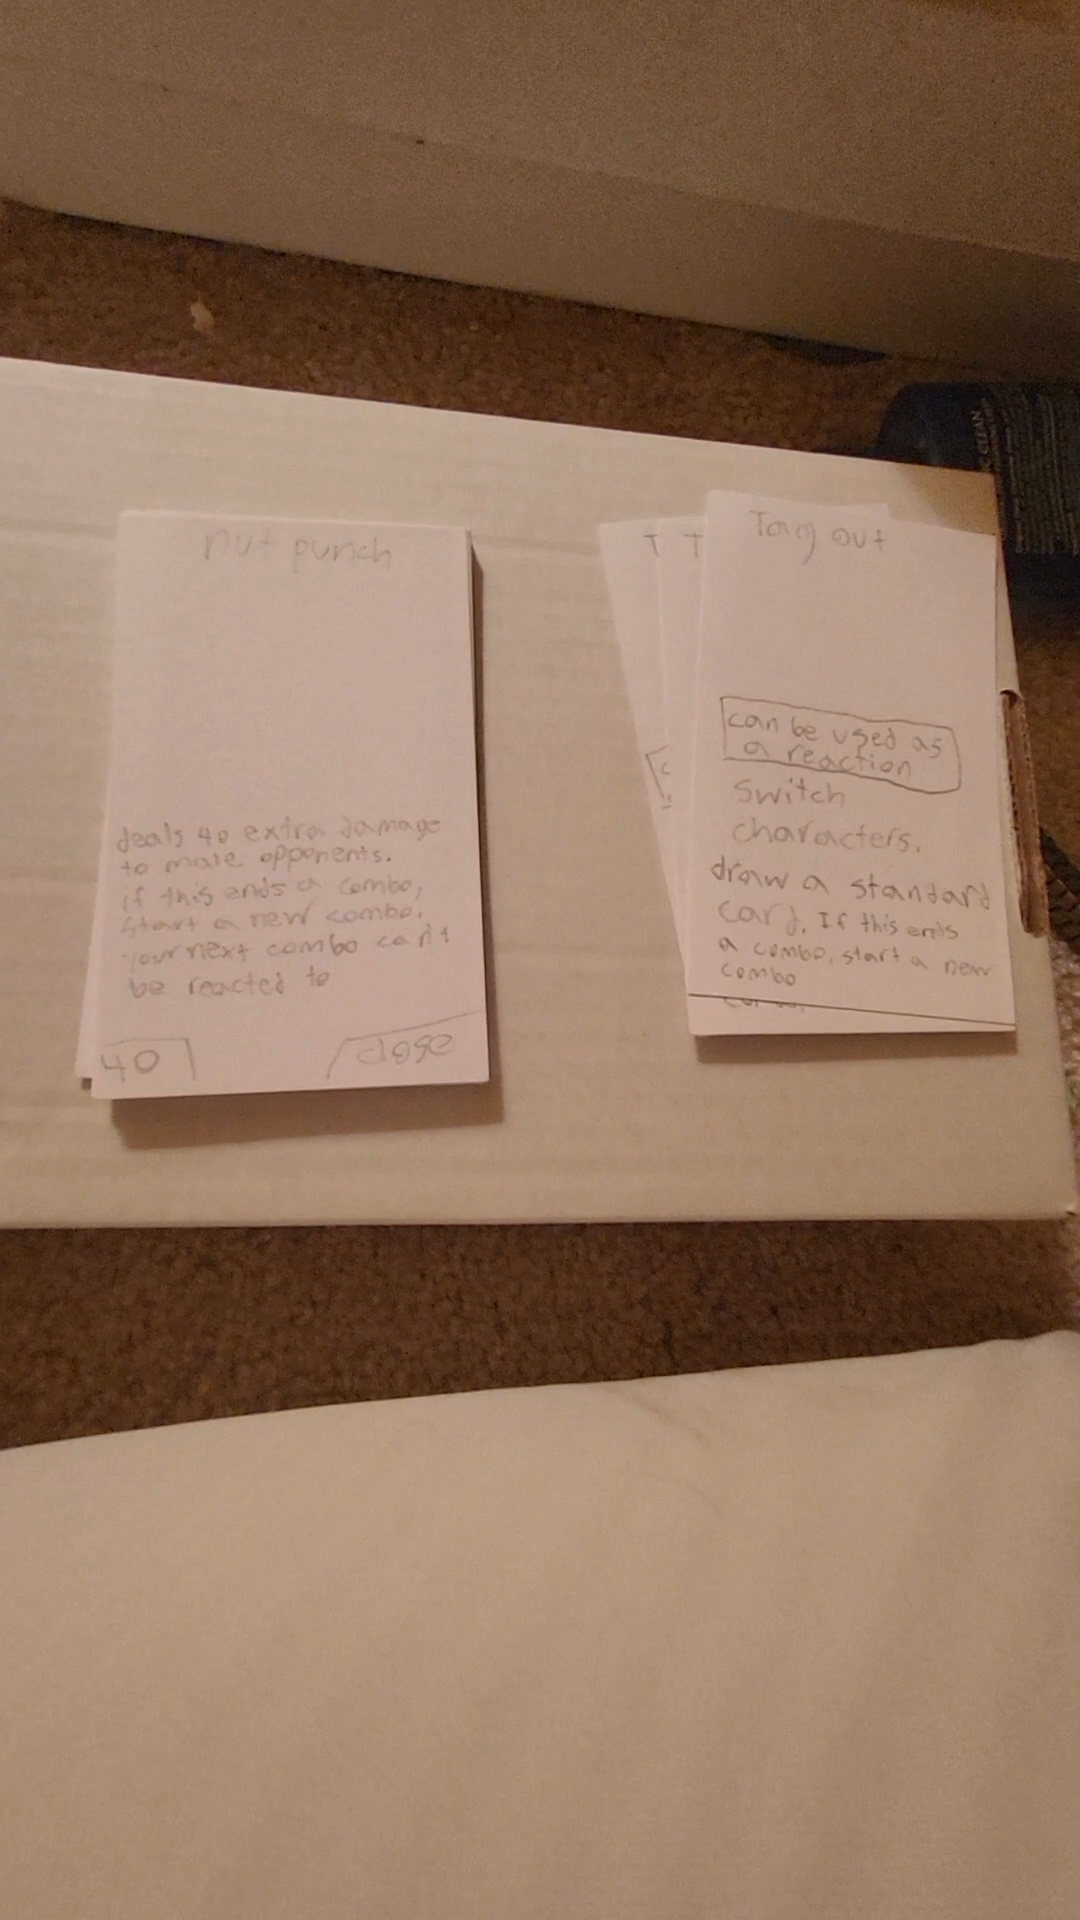 nut punch
deals 40 extra damage
to male opponents.
if this ends a combo,
start a new combo.
your next combo can't
be reacted to
40
close
T
T
Tag out
can be used as
a reaction
switch
characters.
draw a standard
card. If this ends
a combo, start a new
combo
CLEAN